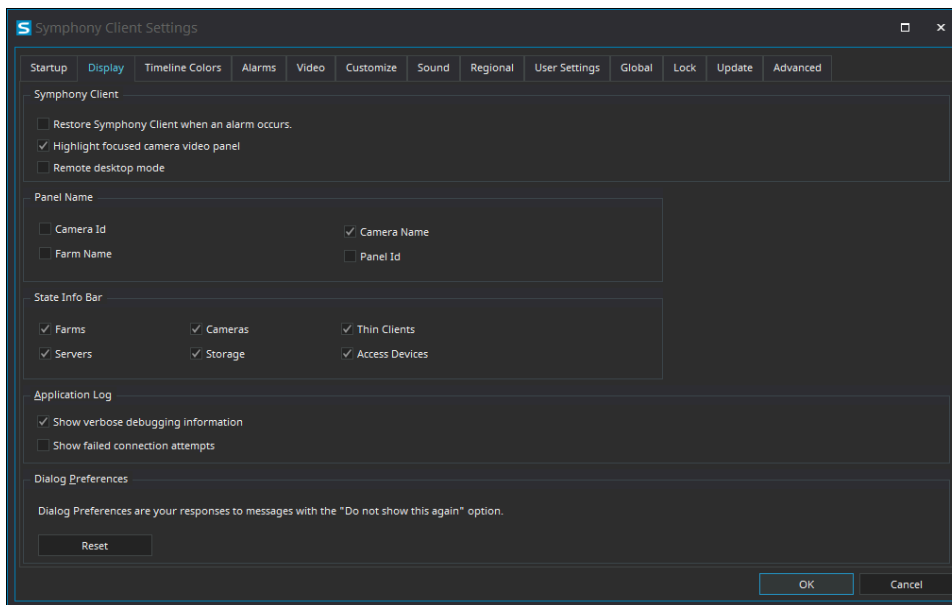 S Symphony Client Settings
Startup Display Timeline Colors Alarms Video Customize Sound Regional User Settings Global Lock Update Advanced
Symphony Client
Restore Symphony Client when an alarm occurs.
Highlight focused camera video panel
Remote desktop mode
Panel Name
Camera Id Camera Name
Farm Name Panel Id
State Info Bar
Farms Cameras Thin Clients
Servers Storage Access Devices
Application Log
Show verbose debugging information
Show failed connection attempts
Dialog Preferences
Dialog Preferences are your responses to messages with the "Do not show this again" option.
Reset
OK Cancel